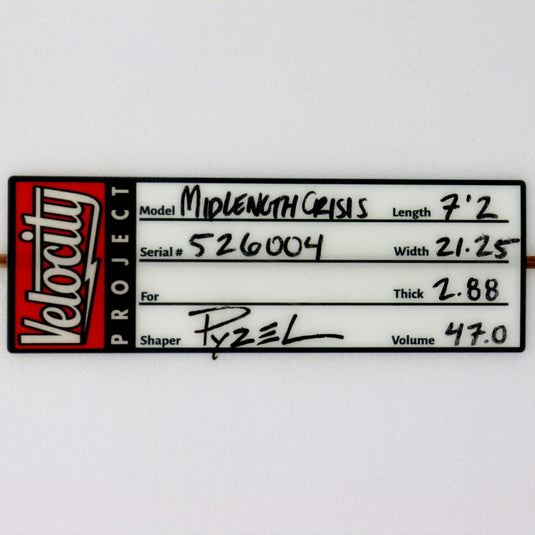 Velocity
PROJECT
Model MIDLENGTH CRISIS Length 7'2
Serial # 526004 Width 21.25
For Thick 2.88
Shaper PYZEL Volume 47.0